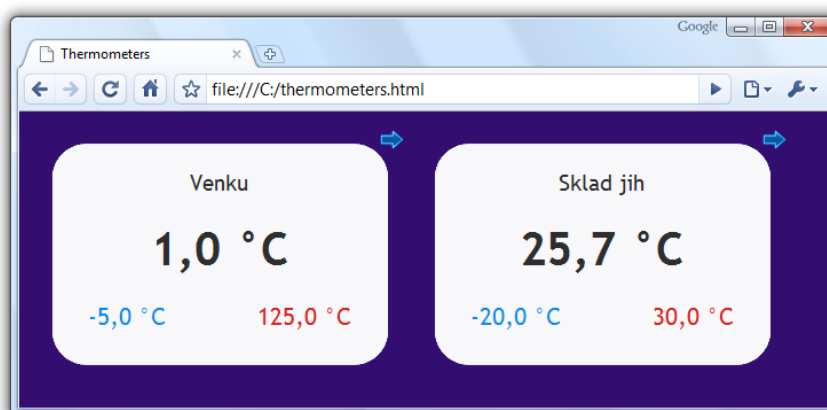 Google
Thermometers
file:///C:/thermometers.html
Venku
1,0 °C
-5,0 °C 125,0 °C
Sklad jih
25,7 °C
-20,0 °C 30,0 °C